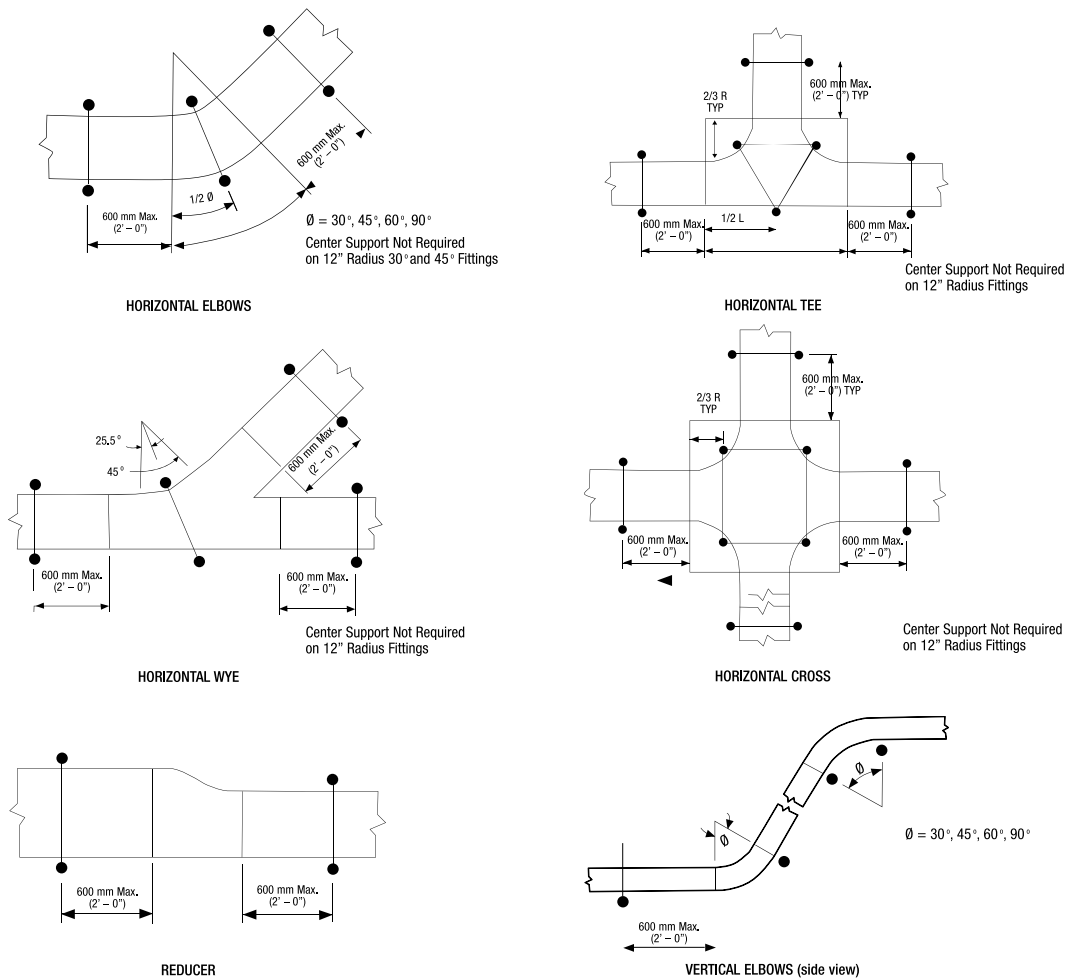 600 mm Max.
(2' – 0")
1/2 Ø
600 mm Max.
(2' – 0")
Ø = 30°, 45°, 60°, 90°
Center Support Not Required
on 12” Radius 30° and 45° Fittings
HORIZONTAL ELBOWS
600 mm Max.
(2' – 0") TYP
2/3 R
TYP
600 mm Max.
(2' – 0”)
1/2 L
600 mm Max.
(2' – 0”)
Center Support Not Required
on 12” Radius Fittings
HORIZONTAL TEE
25.5°
45°
600 mm Max.
(2' – 0”)
600 mm Max.
(2' – 0”)
600 mm Max.
(2' – 0”)
Center Support Not Required
on 12” Radius Fittings
HORIZONTAL WYE
600 mm Max.
(2' – 0”) TYP
2/3 R
TYP
600 mm Max.
(2' – 0”)
600 mm Max.
(2' – 0”)
Center Support Not Required
on 12” Radius Fittings
HORIZONTAL CROSS
600 mm Max.
(2' – 0”)
600 mm Max.
(2' – 0”)
REDUCER
Ø
Ø
Ø = 30°, 45°, 60°, 90°
600 mm Max.
(2' – 0”)
VERTICAL ELBOWS (side view)